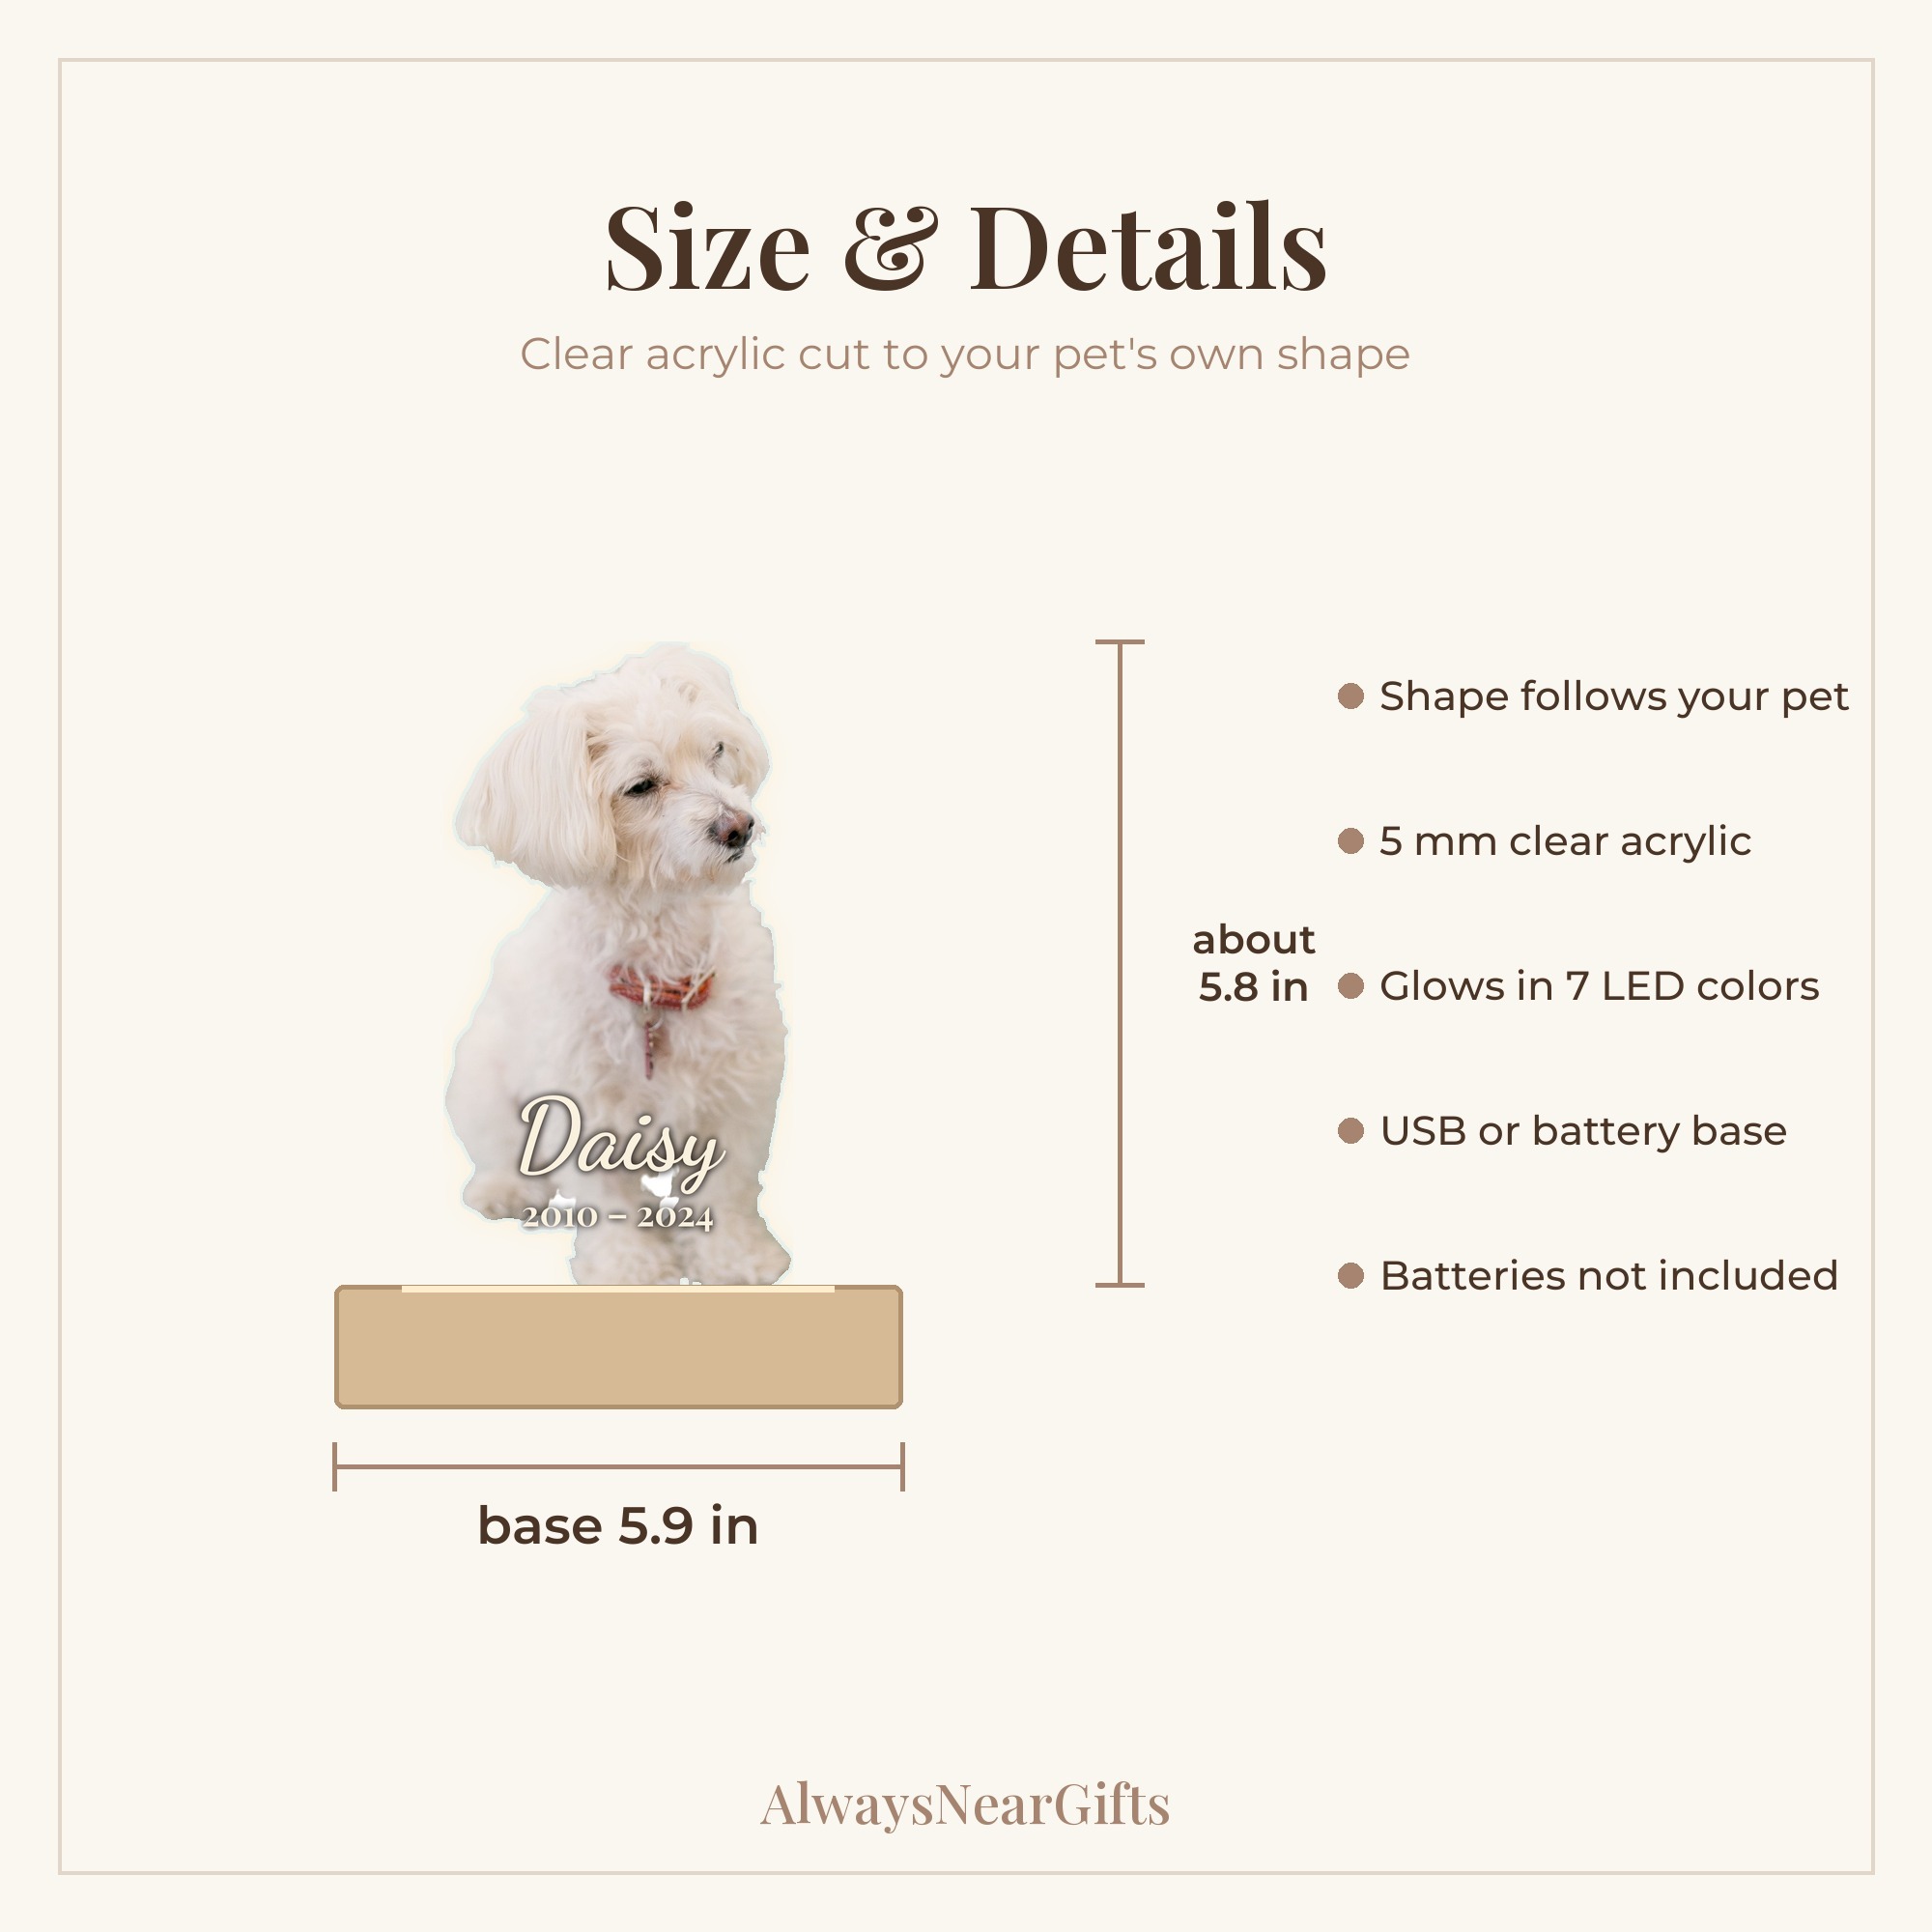 Size & Details
Clear acrylic cut to your pet's own shape
Shape follows your pet
5 mm clear acrylic
about
5.8 in
Glows in 7 LED colors
USB or battery base
Batteries not included
Daisy
2010 – 2024
base 5.9 in
AlwaysNearGifts